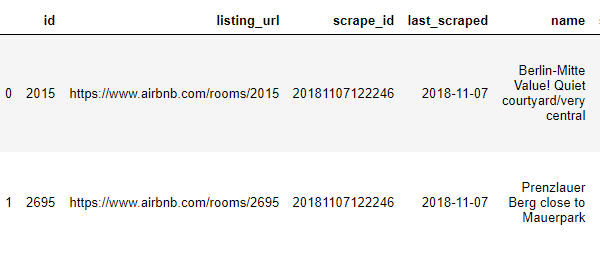 id listing_url scrape_id last_scraped name
0 2015 https://www.airbnb.com/rooms/2015 20181107122246 2018-11-07 Berlin-Mitte
Value! Quiet
courtyard/very
central
1 2695 https://www.airbnb.com/rooms/2695 20181107122246 2018-11-07 Prenzlauer
Berg close to
Mauerpark